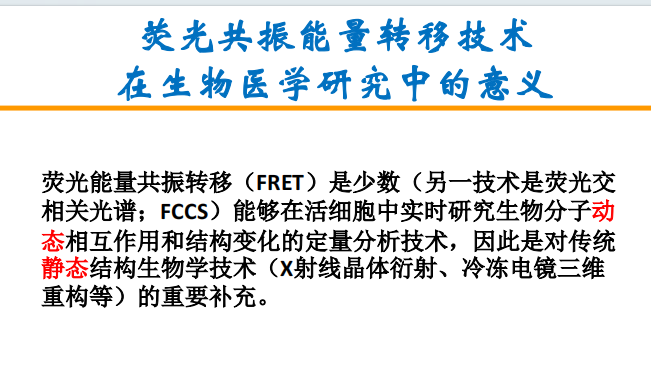 荧光共振能量转移技术
在生物医学研究中的意义
荧光能量共振转移（FRET）是少数（另一技术是荧光交
相关光谱；FCCS）能够在活细胞中实时研究生物分子动
态相互作用和结构变化的定量分析技术，因此是对传统
静态结构生物学技术（X射线晶体衍射、冷冻电镜三维
重构等）的重要补充。